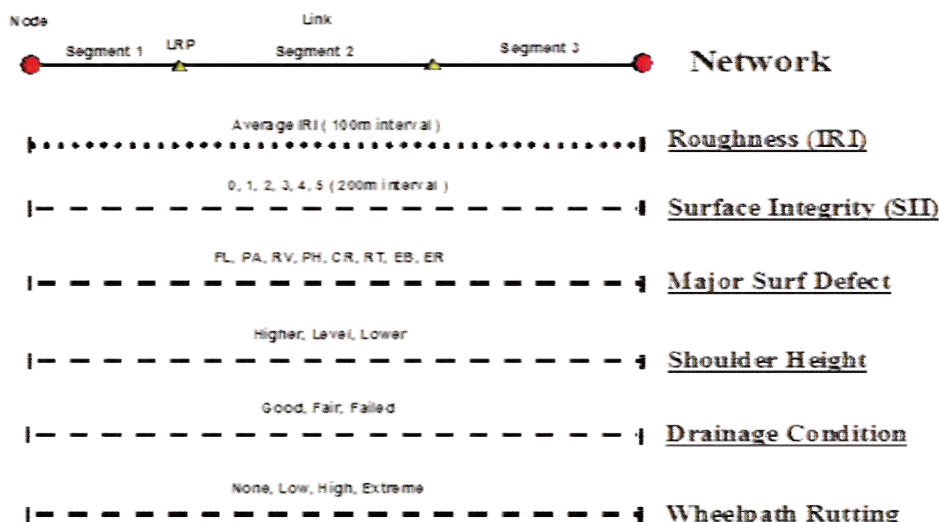 Node
Link
Segment 1
LRP
Segment 2
Segment 3
Network
Average IRI ( 100m interval )
Roughness (IRI)
0, 1, 2, 3, 4, 5 ( 200m interval )
Surface Integrity (SII)
FL, PA, RV, PH, CR, RT, EB, ER
Major Surf Defect
Higher, Level, Lower
Shoulder Height
Good, Fair, Failed
Drainage Condition
None, Low, High, Extreme
Wheelpath Rutting